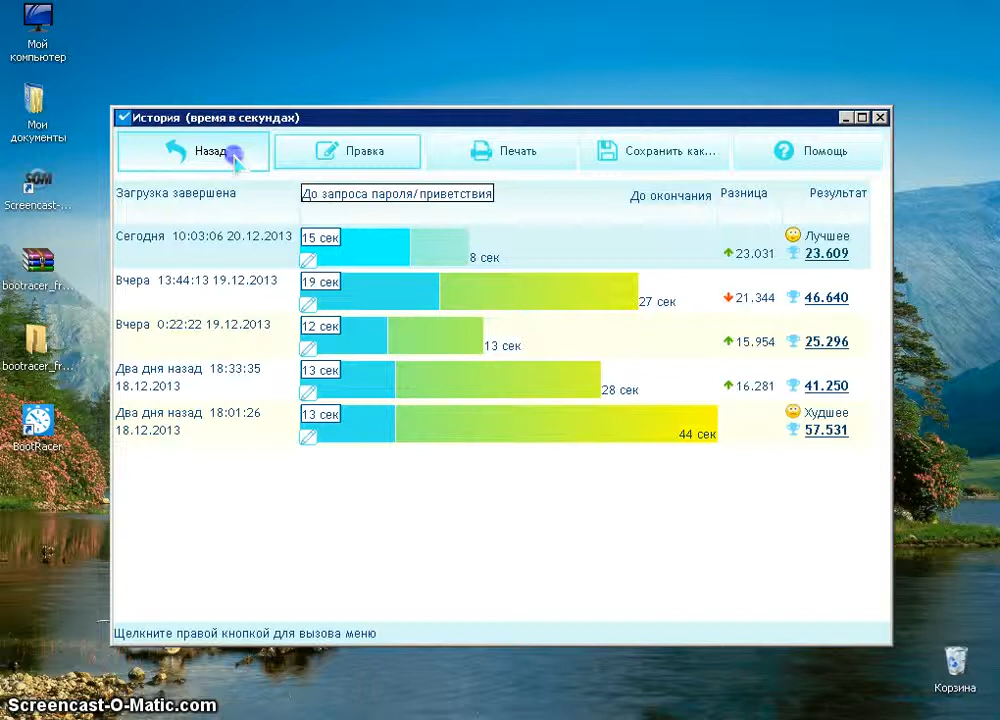 Мой
компьютер
Мои
документы
SOM
Screencast-...
bootracer_fr...
bootracer_fr...
BootRacer
История (время в секундах)
Назад
Правка
Печать
Сохранить как...
Помощь
Загрузка завершена
До запроса пароля/приветствия
До окончания
Разница
Результат
Сегодня 10:03:06 20.12.2013
15 сек
8 сек
23.031
Лучшее
23.609
Вчера 13:44:13 19.12.2013
19 сек
27 сек
21.344
46.640
Вчера 0:22:22 19.12.2013
12 сек
13 сек
15.954
25.296
Два дня назад 18:33:35
18.12.2013
13 сек
28 сек
16.281
41.250
Два дня назад 18:01:26
18.12.2013
13 сек
44 сек
Худшее
57.531
Щелкните правой кнопкой для вызова меню
Корзина
Screencast-O-Matic.com